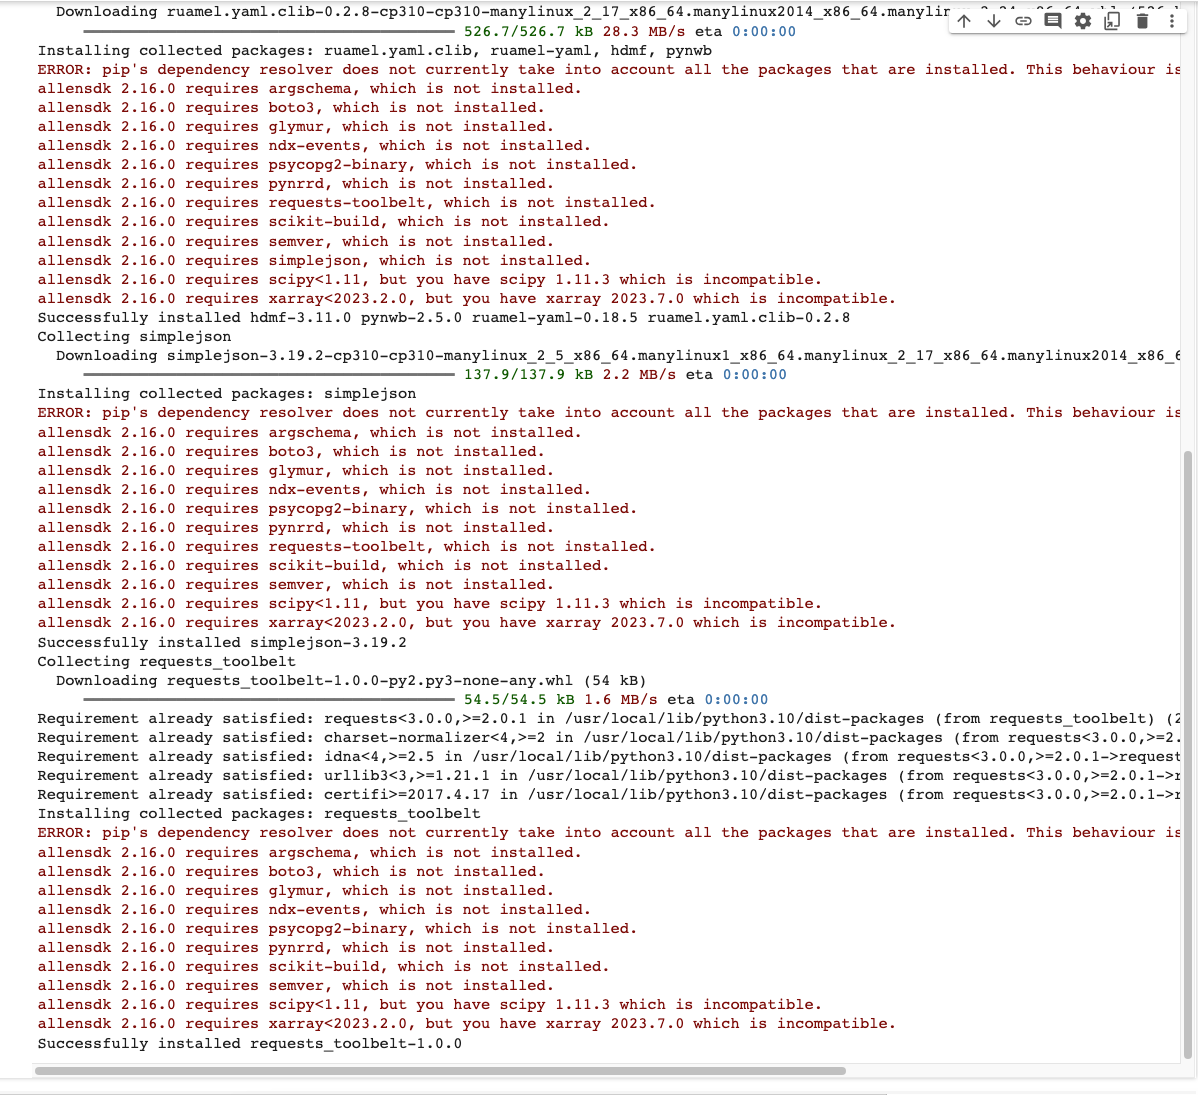 Downloading ruamel.yaml.clib-0.2.8-cp310-cp310-manylinux_2_17_x86_64.manylinux2014_x86_64.manylin
526.7/526.7 kB 28.3 MB/s eta 0:00:00
Installing collected packages: ruamel.yaml.clib, ruamel-yaml, hdmf, pynwb
ERROR: pip's dependency resolver does not currently take into account all the packages that are installed. This behaviour is
allensdk 2.16.0 requires argschema, which is not installed.
allensdk 2.16.0 requires boto3, which is not installed.
allensdk 2.16.0 requires glymur, which is not installed.
allensdk 2.16.0 requires ndx-events, which is not installed.
allensdk 2.16.0 requires psycopg2-binary, which is not installed.
allensdk 2.16.0 requires pynrrd, which is not installed.
allensdk 2.16.0 requires requests-toolbelt, which is not installed.
allensdk 2.16.0 requires scikit-build, which is not installed.
allensdk 2.16.0 requires semver, which is not installed.
allensdk 2.16.0 requires simplejson, which is not installed.
allensdk 2.16.0 requires scipy<1.11, but you have scipy 1.11.3 which is incompatible.
allensdk 2.16.0 requires xarray<2023.2.0, but you have xarray 2023.7.0 which is incompatible.
Successfully installed hdmf-3.11.0 pynwb-2.5.0 ruamel-yaml-0.18.5 ruamel.yaml.clib-0.2.8
Collecting simplejson
Downloading simplejson-3.19.2-cp310-cp310-manylinux_2_5_x86_64.manylinux1_x86_64.manylinux_2_17_x86_64.manylinux2014_x86_6
137.9/137.9 kB 2.2 MB/s eta 0:00:00
Installing collected packages: simplejson
ERROR: pip's dependency resolver does not currently take into account all the packages that are installed. This behaviour is
allensdk 2.16.0 requires argschema, which is not installed.
allensdk 2.16.0 requires boto3, which is not installed.
allensdk 2.16.0 requires glymur, which is not installed.
allensdk 2.16.0 requires ndx-events, which is not installed.
allensdk 2.16.0 requires psycopg2-binary, which is not installed.
allensdk 2.16.0 requires pynrrd, which is not installed.
allensdk 2.16.0 requires requests-toolbelt, which is not installed.
allensdk 2.16.0 requires scikit-build, which is not installed.
allensdk 2.16.0 requires semver, which is not installed.
allensdk 2.16.0 requires scipy<1.11, but you have scipy 1.11.3 which is incompatible.
allensdk 2.16.0 requires xarray<2023.2.0, but you have xarray 2023.7.0 which is incompatible.
Successfully installed simplejson-3.19.2
Collecting requests_toolbelt
Downloading requests_toolbelt-1.0.0-py2.py3-none-any.whl (54 kB)
54.5/54.5 kB 1.6 MB/s eta 0:00:00
Requirement already satisfied: requests<3.0.0,>=2.0.1 in /usr/local/lib/python3.10/dist-packages (from requests_toolbelt) (2
Requirement already satisfied: charset-normalizer<4,>=2 in /usr/local/lib/python3.10/dist-packages (from requests<3.0.0,>=2.
Requirement already satisfied: idna<4,>=2.5 in /usr/local/lib/python3.10/dist-packages (from requests<3.0.0,>=2.0.1->request
Requirement already satisfied: urllib3<3,>=1.21.1 in /usr/local/lib/python3.10/dist-packages (from requests<3.0.0,>=2.0.1->r
Requirement already satisfied: certifi>=2017.4.17 in /usr/local/lib/python3.10/dist-packages (from requests<3.0.0,>=2.0.1->r
Installing collected packages: requests_toolbelt
ERROR: pip's dependency resolver does not currently take into account all the packages that are installed. This behaviour is
allensdk 2.16.0 requires argschema, which is not installed.
allensdk 2.16.0 requires boto3, which is not installed.
allensdk 2.16.0 requires glymur, which is not installed.
allensdk 2.16.0 requires ndx-events, which is not installed.
allensdk 2.16.0 requires psycopg2-binary, which is not installed.
allensdk 2.16.0 requires pynrrd, which is not installed.
allensdk 2.16.0 requires scikit-build, which is not installed.
allensdk 2.16.0 requires semver, which is not installed.
allensdk 2.16.0 requires scipy<1.11, but you have scipy 1.11.3 which is incompatible.
allensdk 2.16.0 requires xarray<2023.2.0, but you have xarray 2023.7.0 which is incompatible.
Successfully installed requests_toolbelt-1.0.0